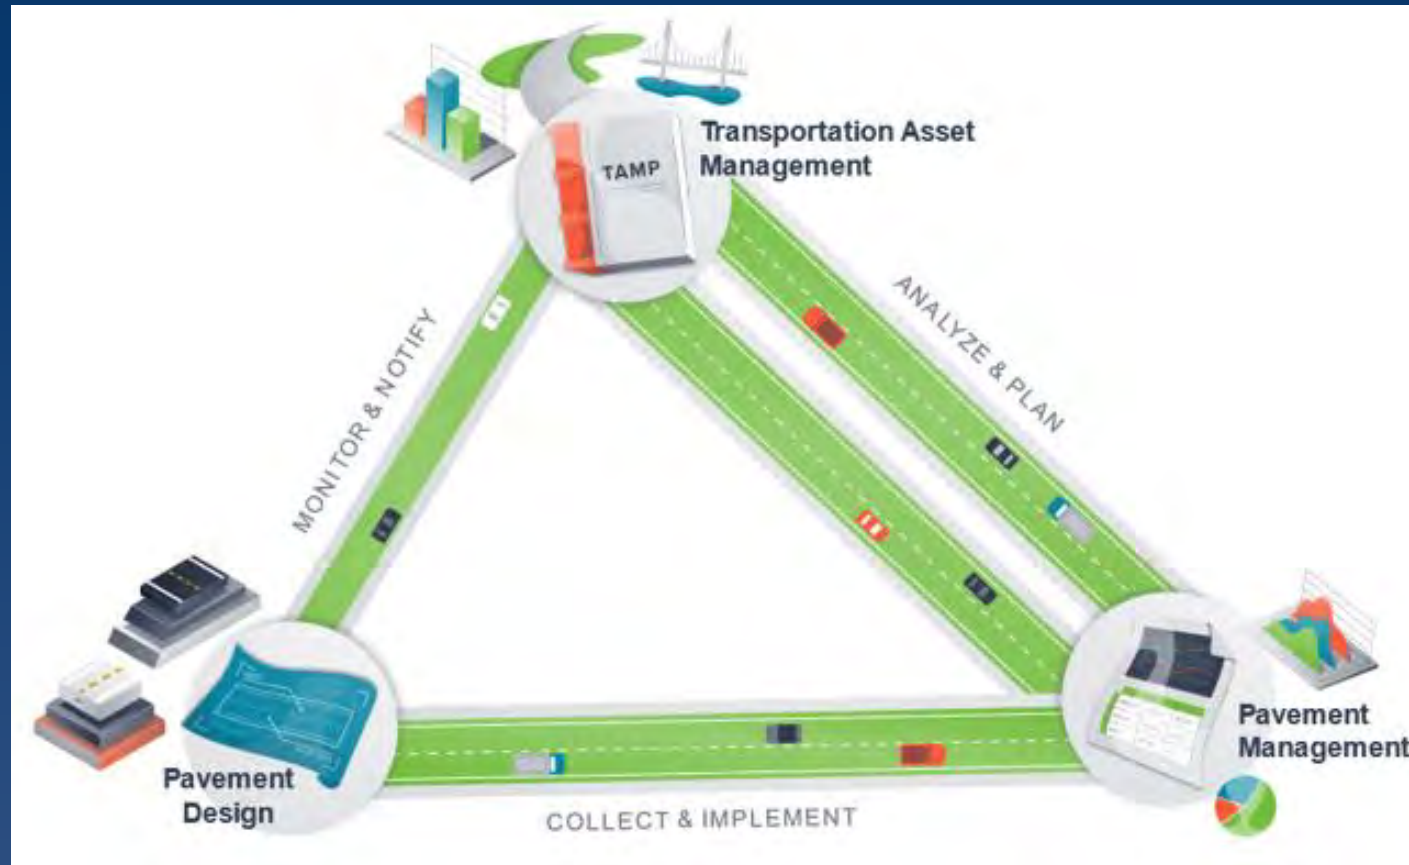 Transportation Asset
Management
TAMP
ANALYZE & PLAN
MONITOR & NOTIFY
Pavement
Management
Pavement
Design
COLLECT & IMPLEMENT